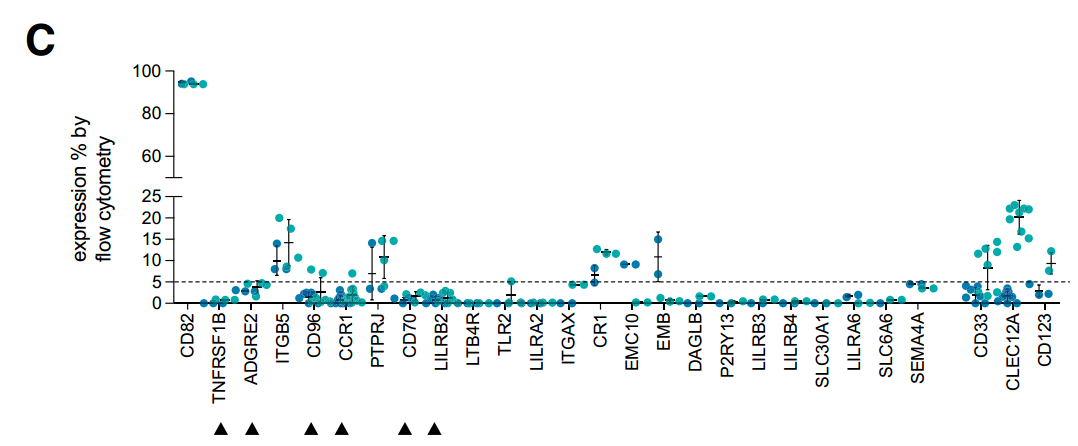 C
expression % by
flow cytometry
100
80
60
25
20
15
10
5
0
CD82
TNFRSF1B
ADGRE2
ITGB5
CD96
CCR1
PTPRJ
CD70
LILRB2
LTB4R
TLR2
LILRA2
ITGAX
CR1
EMC10
EMB
DAGLB
P2RY13
LILRB3
LILRB4
SLC30A1
LILRA6
SLC6A6
SEMA4A
CD33
CLEC12A
CD123